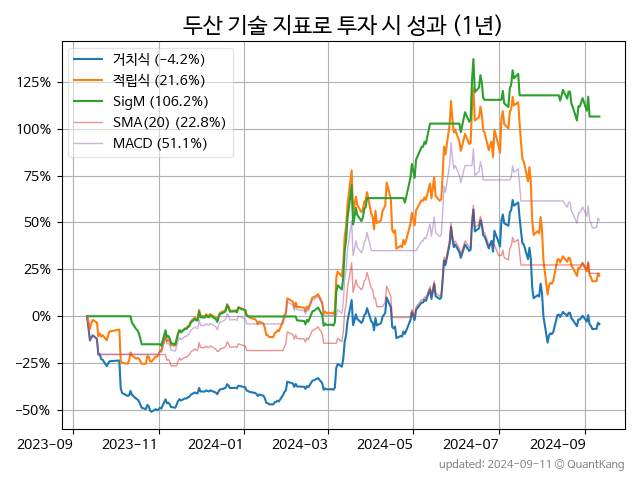 두산 기술 지표로 투자 시 성과 (1년)
거치식 (−4.2%)
적립식 (21.6%)
SigM (106.2%)
SMA(20) (22.8%)
MACD (51.1%)
125%
100%
75%
50%
25%
0%
−25%
−50%
2023-09 2023-11 2024-01 2024-03 2024-05 2024-07 2024-09
updated: 2024-09-11 © QuantKang